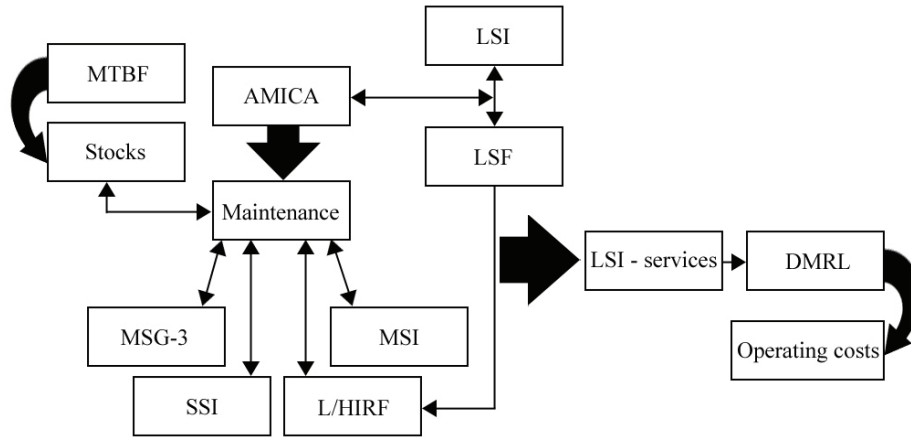 LSI
MTBF
AMICA
Stocks
LSF
Maintenance
LSI - services
DMRL
MSG-3
MSI
Operating costs
SSI
L/HIRF